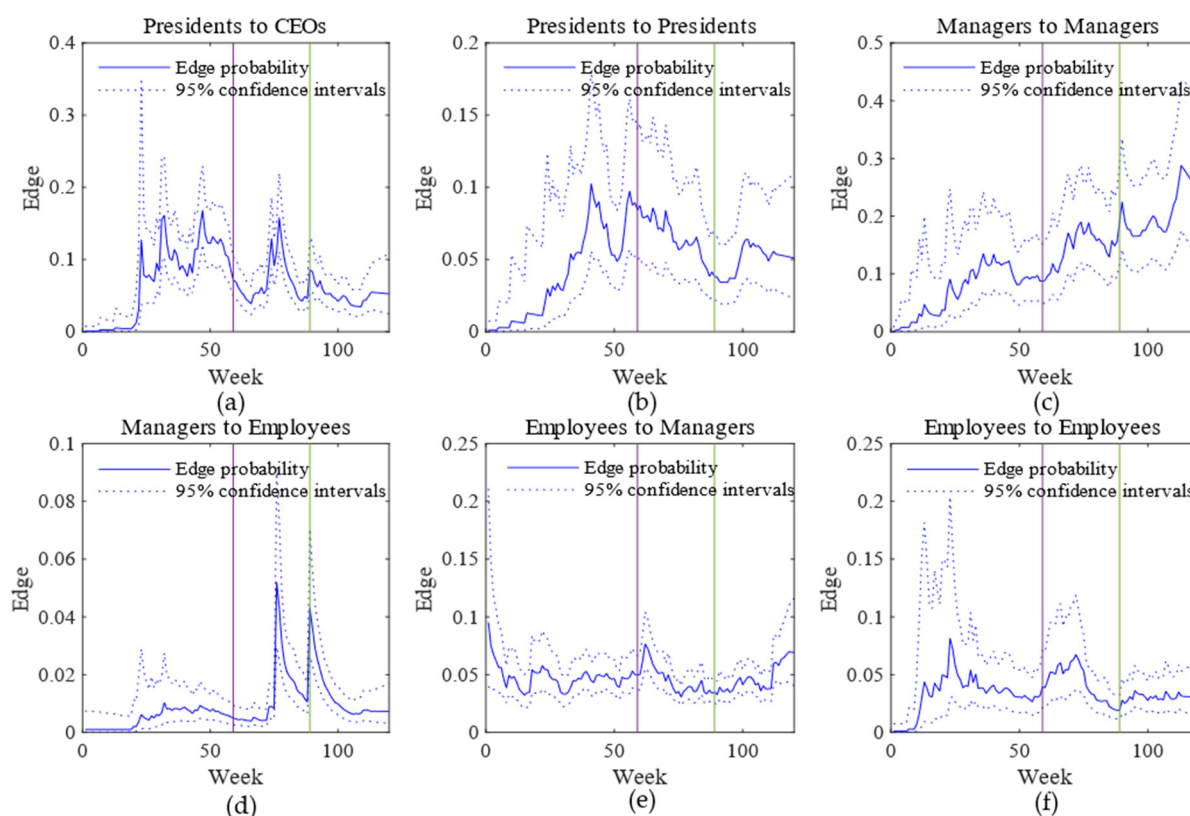 Presidents to CEOs
0.4
0.3
0.2
0.1
0
Edge
Edge probability
95% confidence intervals
0
50
100
Week
(a)
Presidents to Presidents
0.2
0.15
0.1
0.05
0
Edge
Edge probability
95% confidence intervals
0
50
100
Week
(b)
Managers to Managers
0.5
0.4
0.3
0.2
0.1
0
Edge
Edge probability
95% confidence intervals
0
50
100
Week
(c)
Managers to Employees
0.1
0.08
0.06
0.04
0.02
0
Edge
Edge probability
95% confidence intervals
0
50
100
Week
(d)
Employees to Managers
0.25
0.2
0.15
0.1
0.05
0
Edge
Edge probability
95% confidence intervals
0
50
100
Week
(e)
Employees to Employees
0.25
0.2
0.15
0.1
0.05
0
Edge
Edge probability
95% confidence intervals
0
50
100
Week
(f)